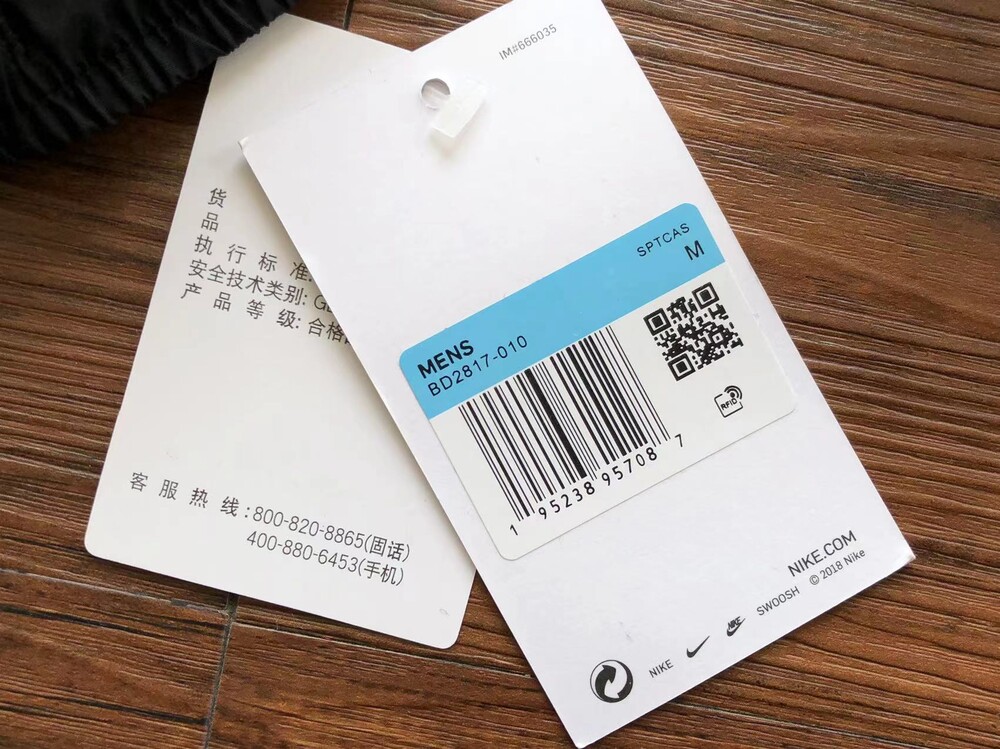 IM#666035
SPTCAS
M
MENS
BD2817-010
RFID
1 95238 95708 7
NIKE.COM
© 2018 Nike
NIKE
NIKE
SWOOSH
货
品
执 行 标 准
安全技术类别:
产 品 等 级: 合格
客 服 热 线:800-820-8865(固话)
400-880-6453(手机)